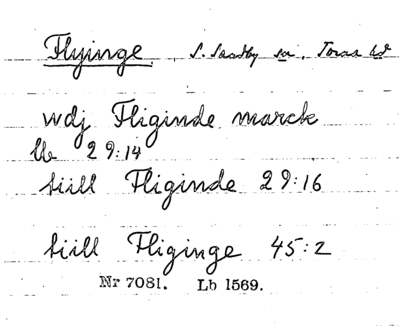 Flyinge, S. Sandby sn, Torna hd
wdj Fliginde marck
lb 29:14
tiill Fliginde 29:16
tiill Fliginge 45:2
Nr 7081. Lb 1569.